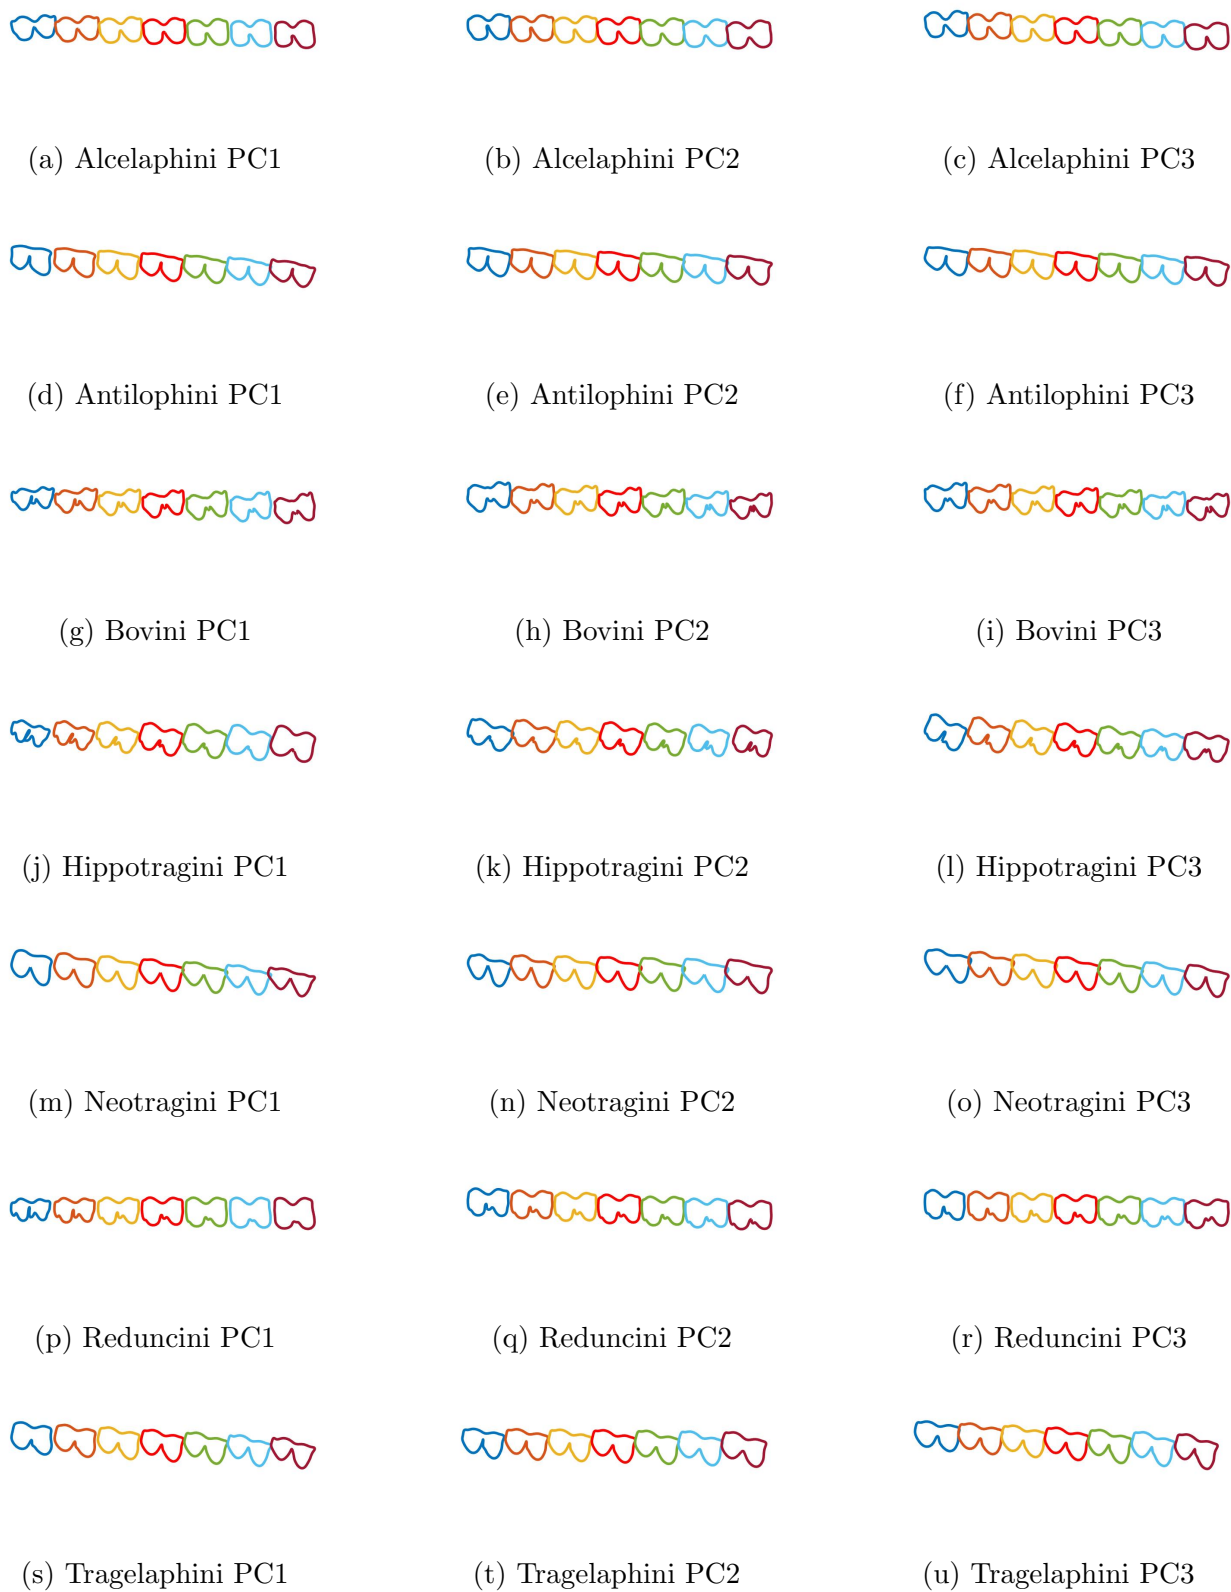 (a) Alcelaphini PC1
(b) Alcelaphini PC2
(c) Alcelaphini PC3
(d) Antilophini PC1
(e) Antilophini PC2
(f) Antilophini PC3
(g) Bovini PC1
(h) Bovini PC2
(i) Bovini PC3
(j) Hippotragini PC1
(k) Hippotragini PC2
(l) Hippotragini PC3
(m) Neotragini PC1
(n) Neotragini PC2
(o) Neotragini PC3
(p) Reduncini PC1
(q) Reduncini PC2
(r) Reduncini PC3
(s) Tragelaphini PC1
(t) Tragelaphini PC2
(u) Tragelaphini PC3